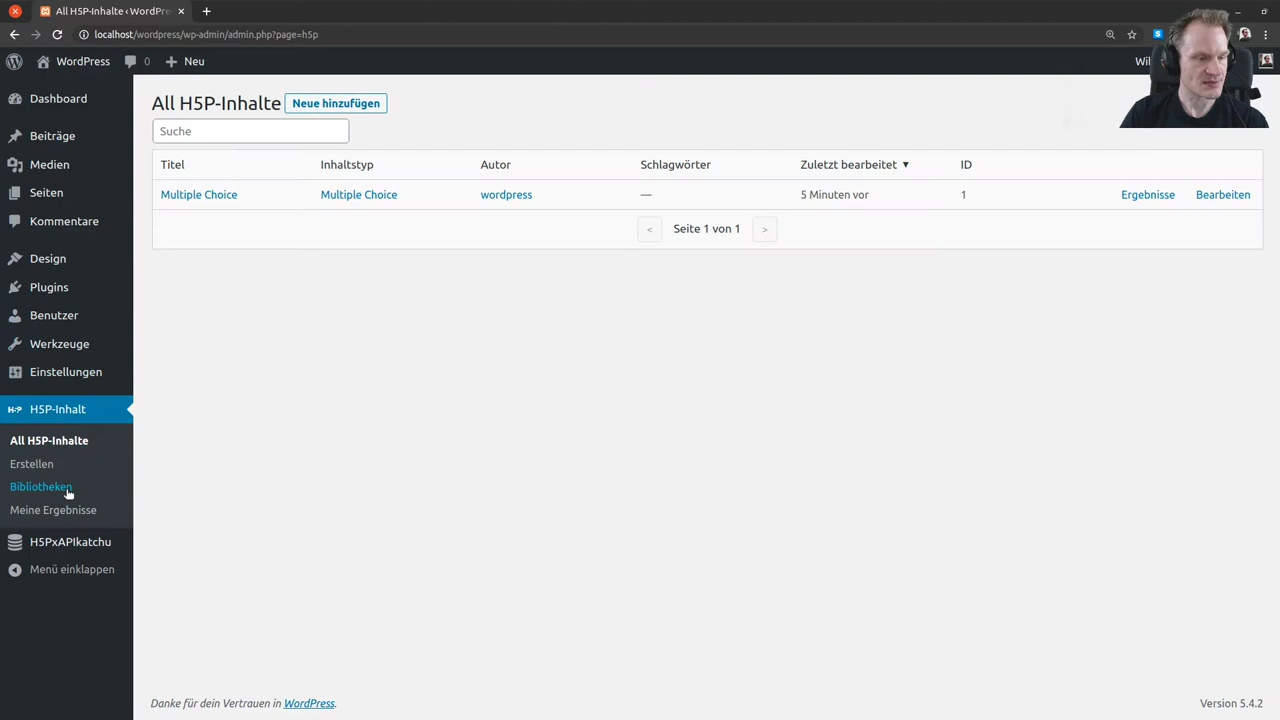 All H5P-Inhalte ‹ WordPre
localhost/wordpress/wp-admin/admin.php?page=h5p
WordPress
0
Neu
Wil
Dashboard
Beiträge
Medien
Seiten
Kommentare
Design
Plugins
Benutzer
Werkzeuge
Einstellungen
H5P H5P-Inhalt
All H5P-Inhalte
Erstellen
Bibliotheken
Meine Ergebnisse
H5PxAPIkatchu
Menü einklappen
All H5P-Inhalte Neue hinzufügen
Suche
Titel Inhaltstyp Autor Schlagwörter Zuletzt bearbeitet ▼ ID
Multiple Choice Multiple Choice wordpress — 5 Minuten vor 1 Ergebnisse Bearbeiten
< Seite 1 von 1 >
Danke für dein Vertrauen in WordPress.
Version 5.4.2